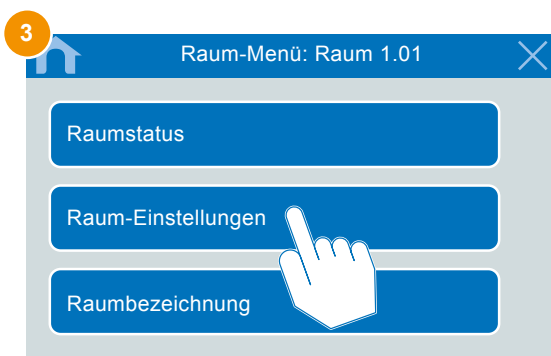 3
Raum-Menü: Raum 1.01
Raumstatus
Raum-Einstellungen
Raumbezeichnung